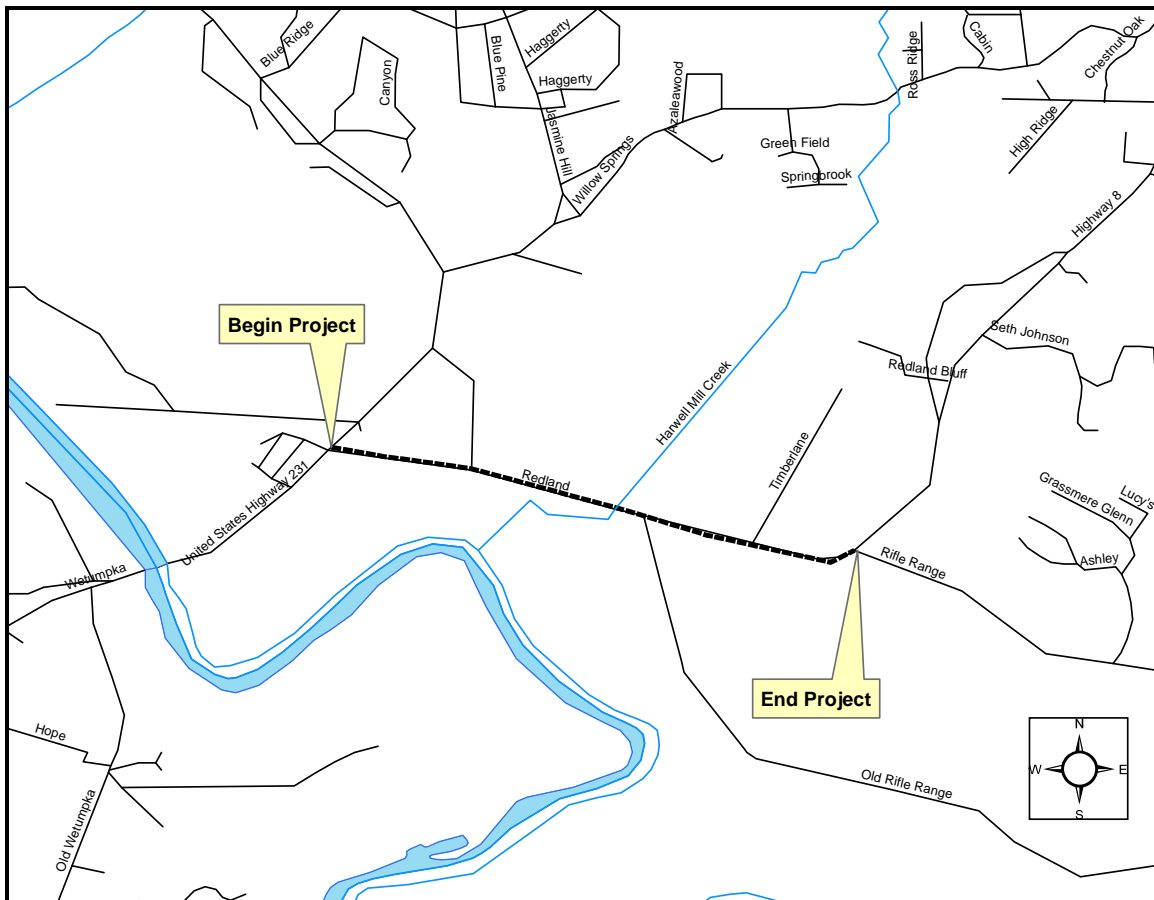 Blue Ridge
Canyon
Blue Pine
Haggerty
Haggerty
Jasmine Hill
Willow Springs
Azaleawood
Ross Ridge
Cabin
Chestnut Oak
Green Field
Springbrook
High Ridge
Highway 8
Begin Project
Seth Johnson
Redland Bluff
Harwell Mill Creek
Timberlane
Redland
United States Highway 231
Grassmere Glenn
Lucy's
Ashley
Wetumpka
Rifle Range
End Project
Hope
Old Wetumpka
Old Rifle Range
N
W
E
S